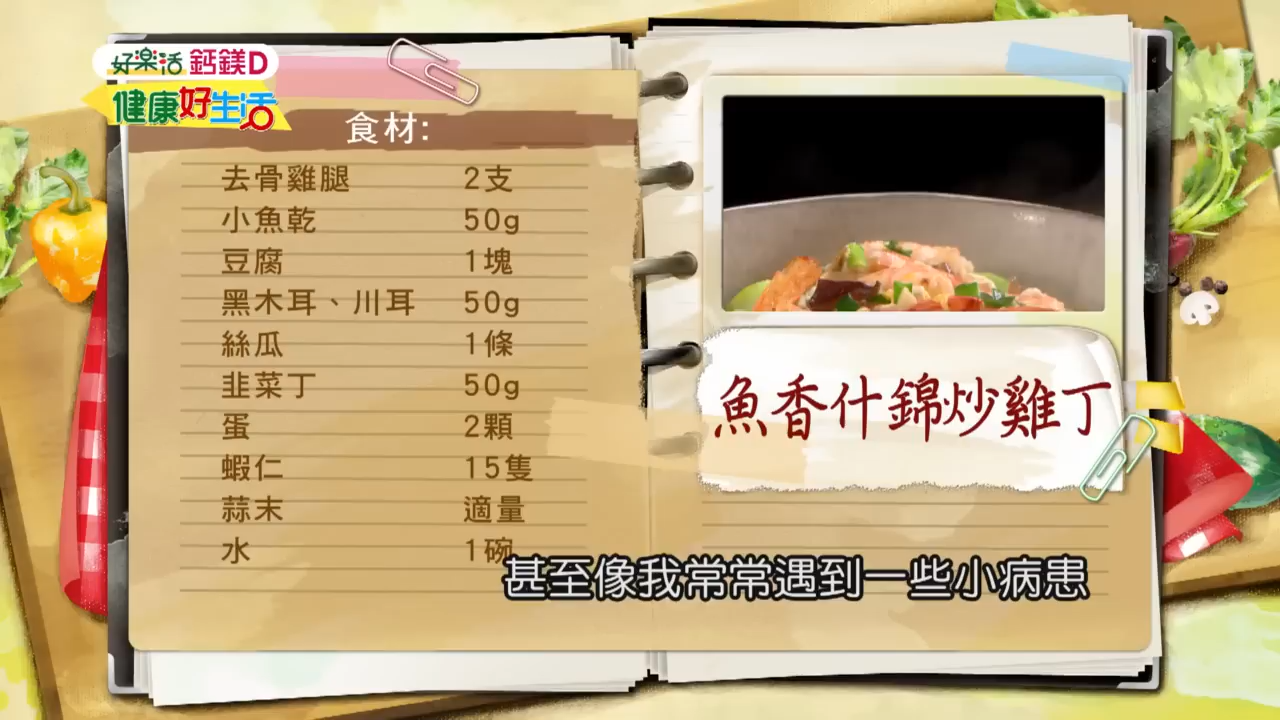 好樂活 鈣鎂D
健康好生活
食材:
去骨雞腿 2支
小魚乾 50g
豆腐 1塊
黑木耳、川耳 50g
絲瓜 1條
韭菜丁 50g
蛋 2顆
蝦仁 15隻
蒜末 適量
水 1碗
魚香什錦炒雞丁
甚至像我常常遇到一些小病患